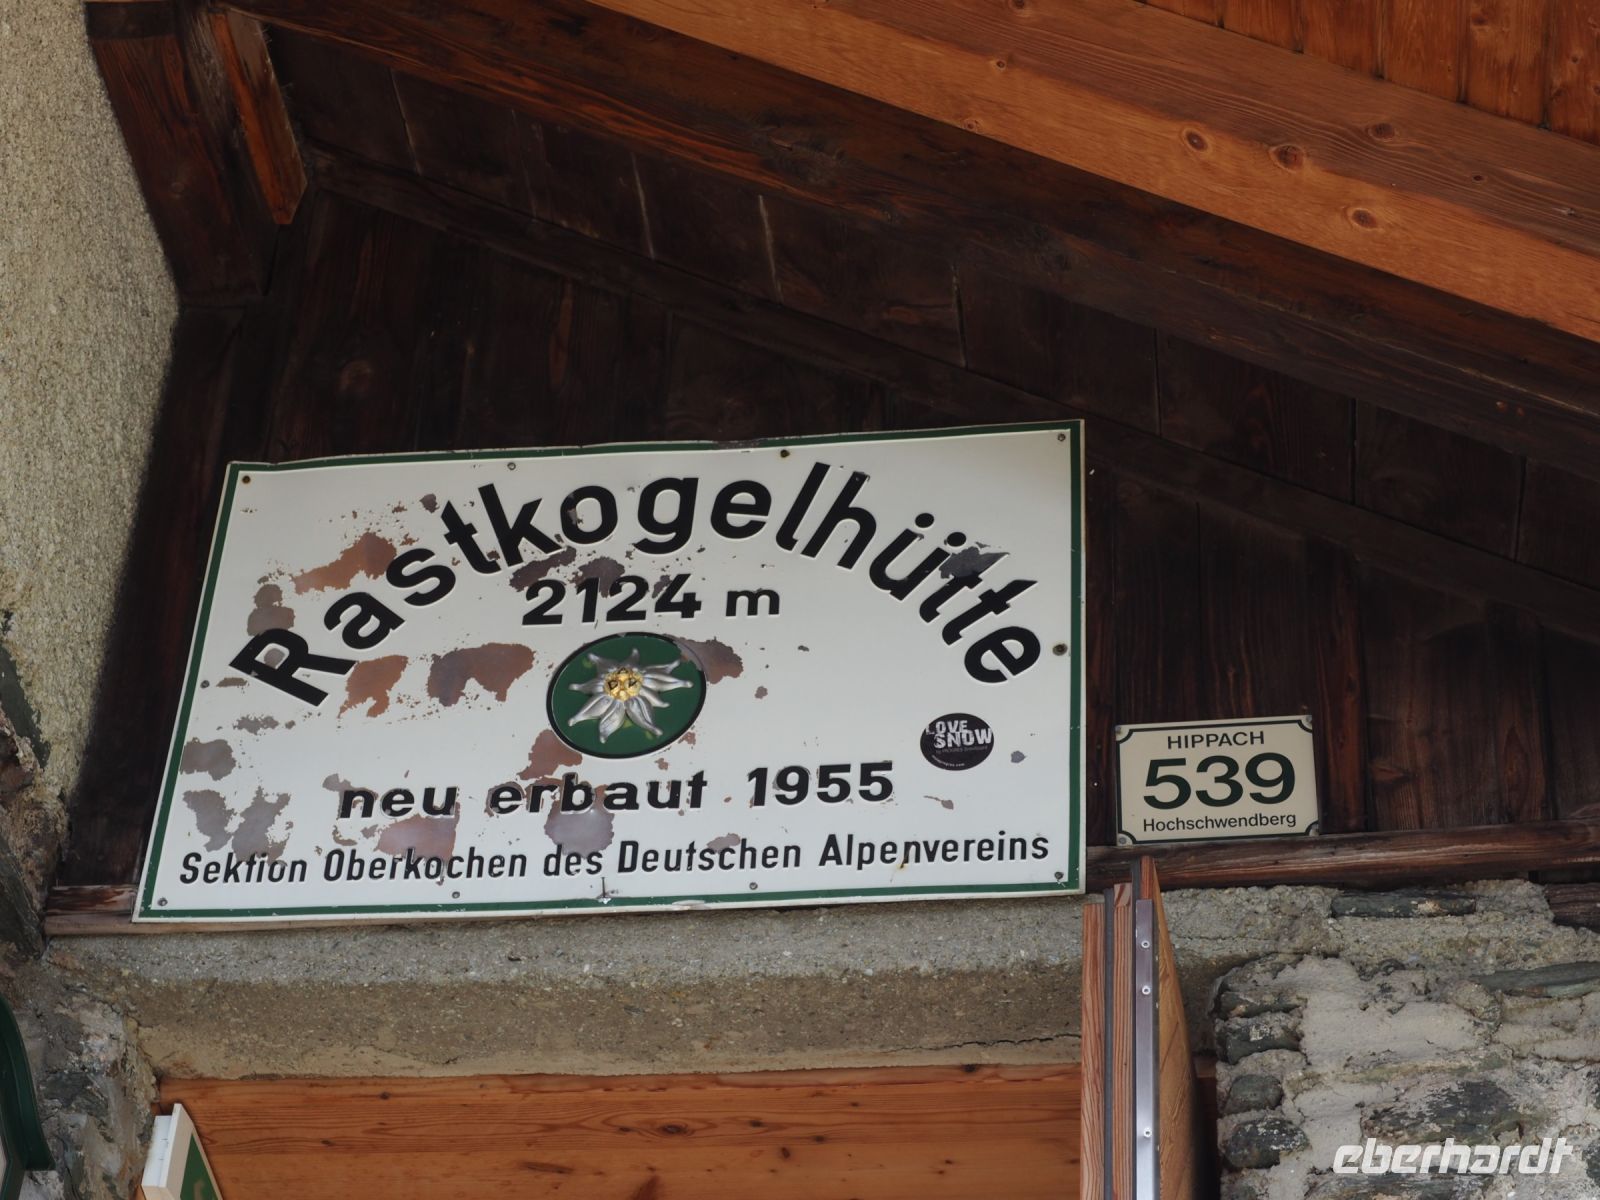 Rastkogelhütte
2124 m
neu erbaut 1955
Sektion Oberkochen des Deutschen Alpenvereins
LOVE
SNOW
HIPPACH
539
Hochschwendberg
eberhardt